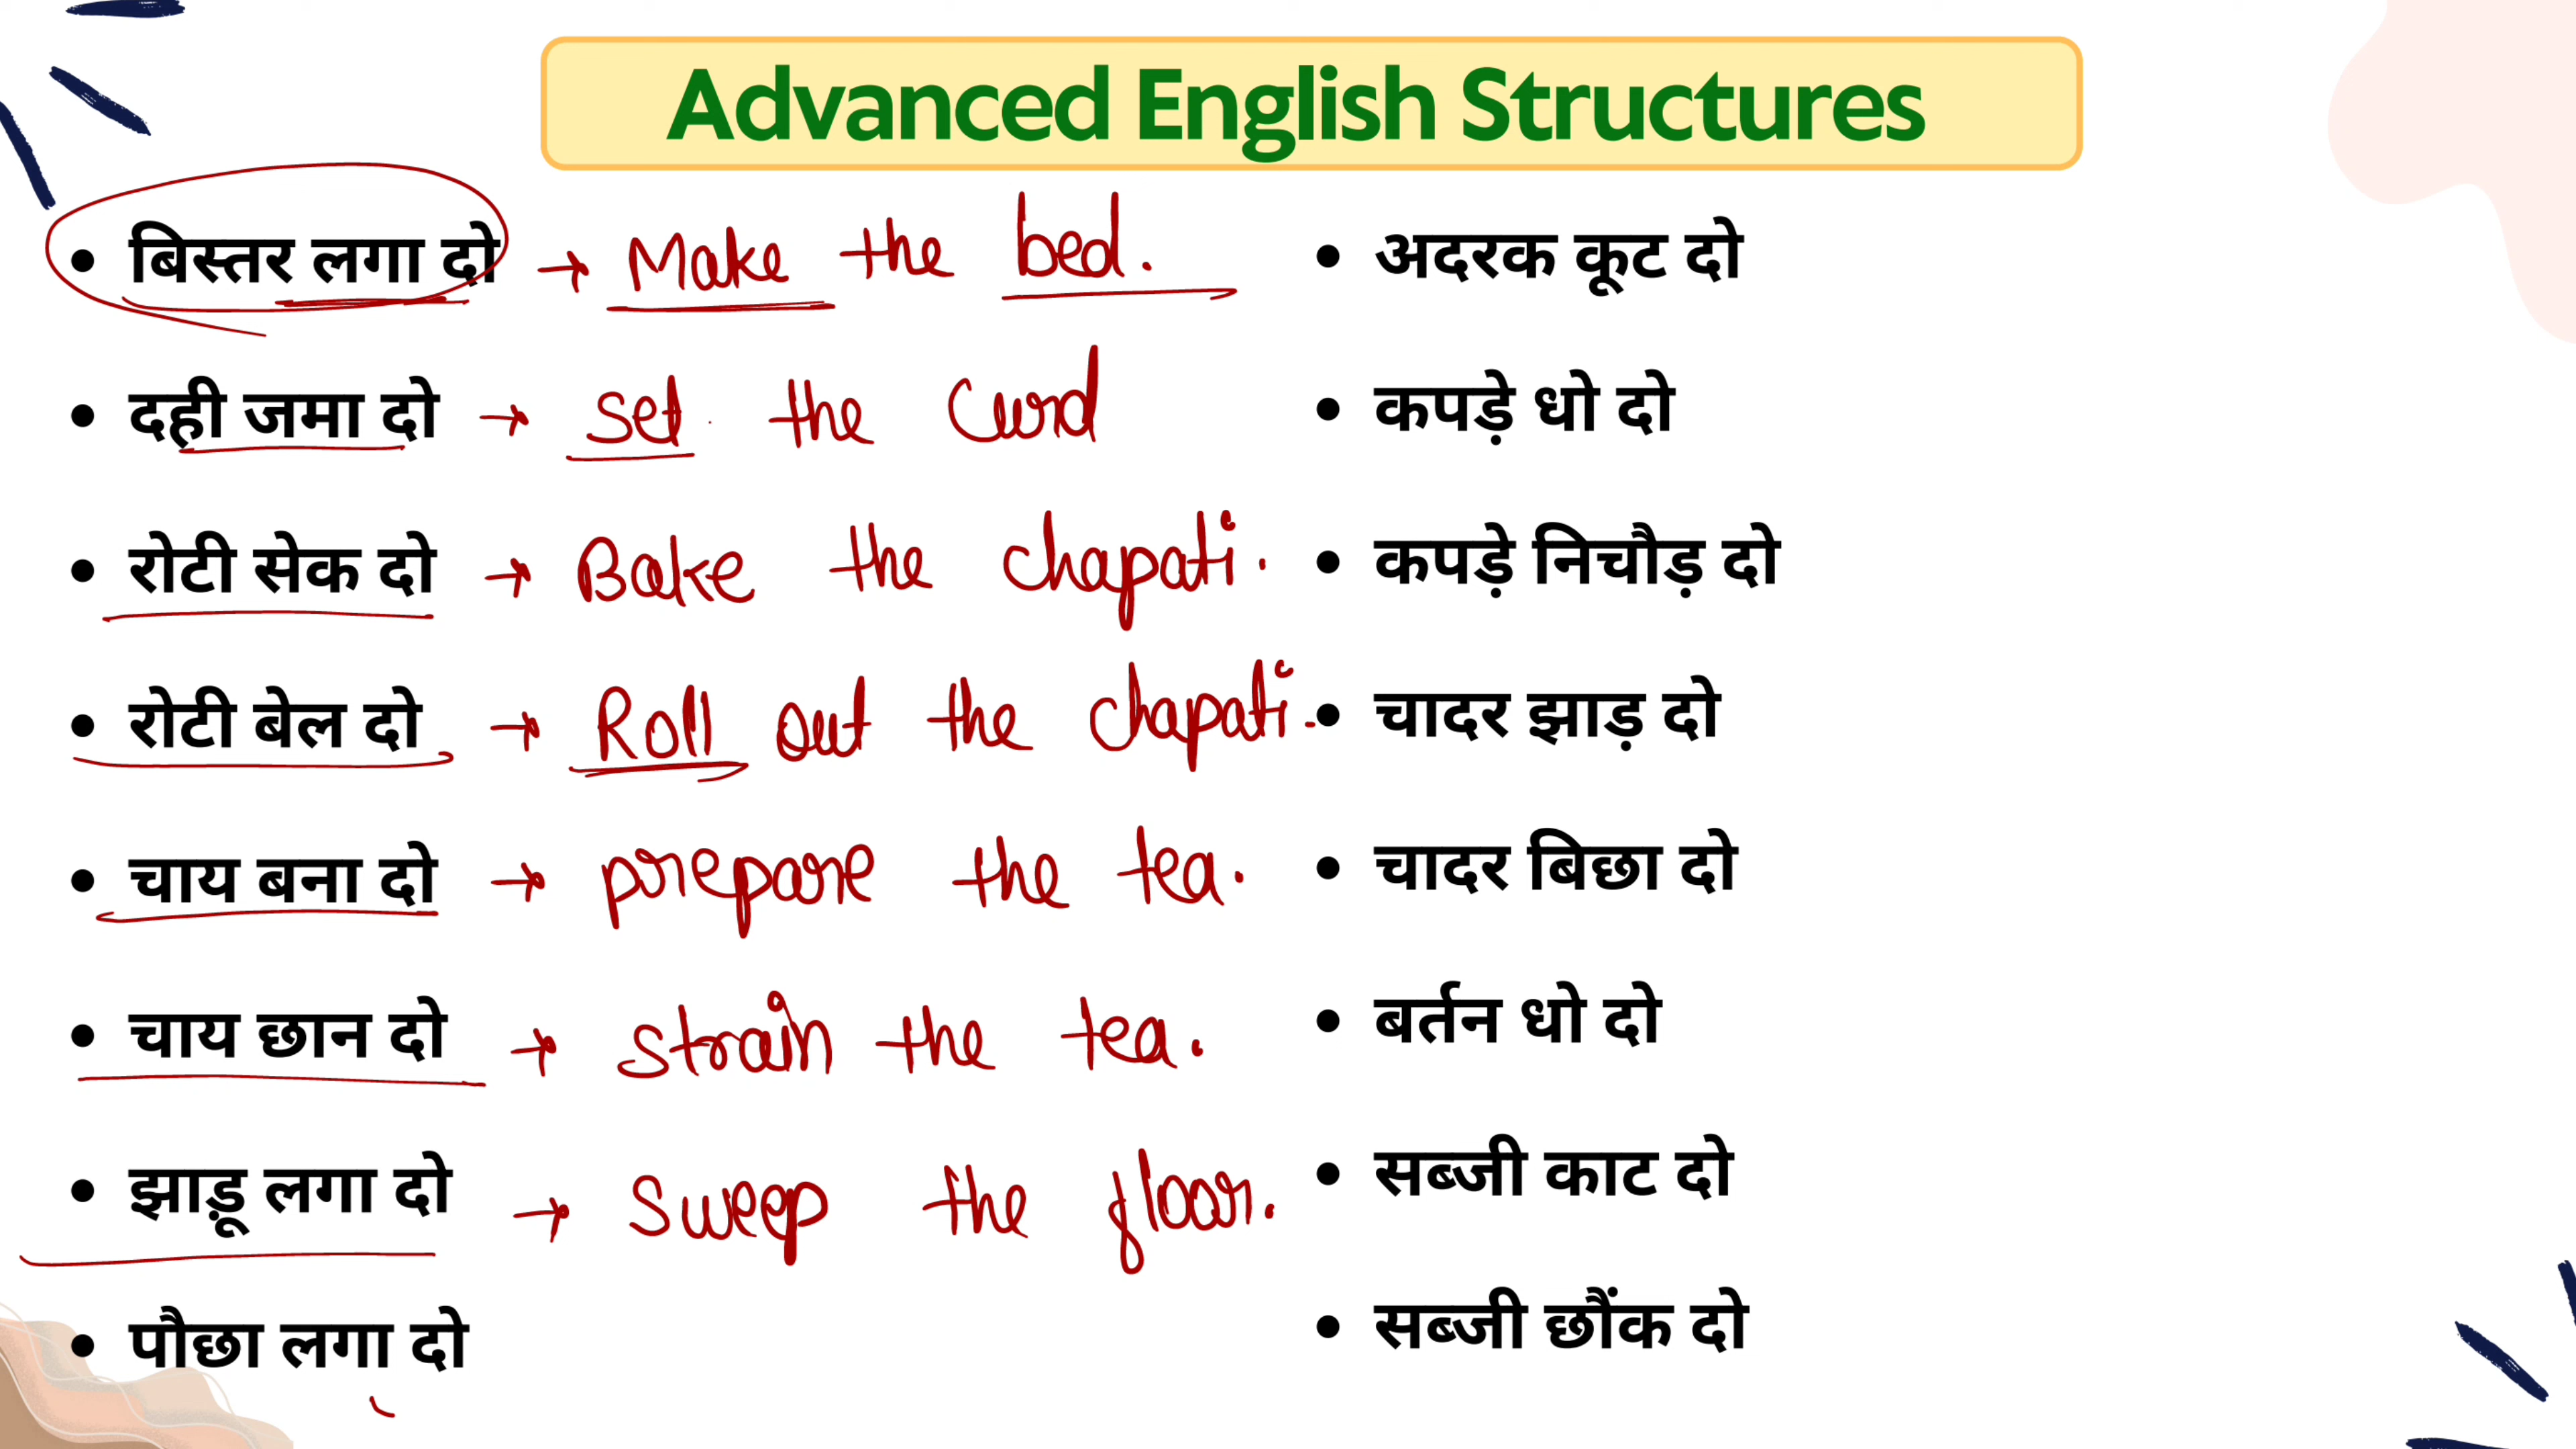 Advanced English Structures
• बिस्तर लगा दो → Make the bed.
• दही जमा दो → set the Curd
• रोटी सेक दो → Bake the chapati.
• रोटी बेल दो → Roll out the chapati.
• चाय बना दो → prepare the tea.
• चाय छान दो → strain the tea.
• झाड़ू लगा दो → Sweep the floor.
• पौछा लगा दो
• अदरक कूट दो
• कपड़े धो दो
• कपड़े निचौड़ दो
• चादर झाड़ दो
• चादर बिछा दो
• बर्तन धो दो
• सब्जी काट दो
• सब्जी छौंक दो